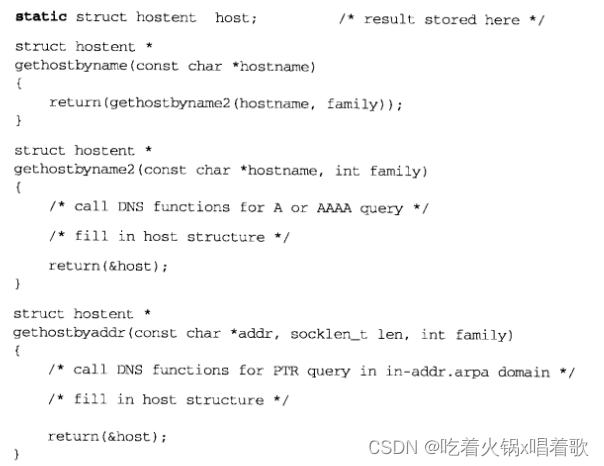 static struct hostent host; /* result stored here */
struct hostent *
gethostbyname(const char *hostname)
{
return(gethostbyname2(hostname, family));
}
struct hostent *
gethostbyname2(const char *hostname, int family)
{
/* call DNS functions for A or AAAA query */
/* fill in host structure */
return(&host);
}
struct hostent *
gethostbyaddr(const char *addr, socklen_t len, int family)
{
/* call DNS functions for PTR query in in-addr.arpa domain */
/* fill in host structure */
return(&host);
}
CSDN @吃着火锅x唱着歌